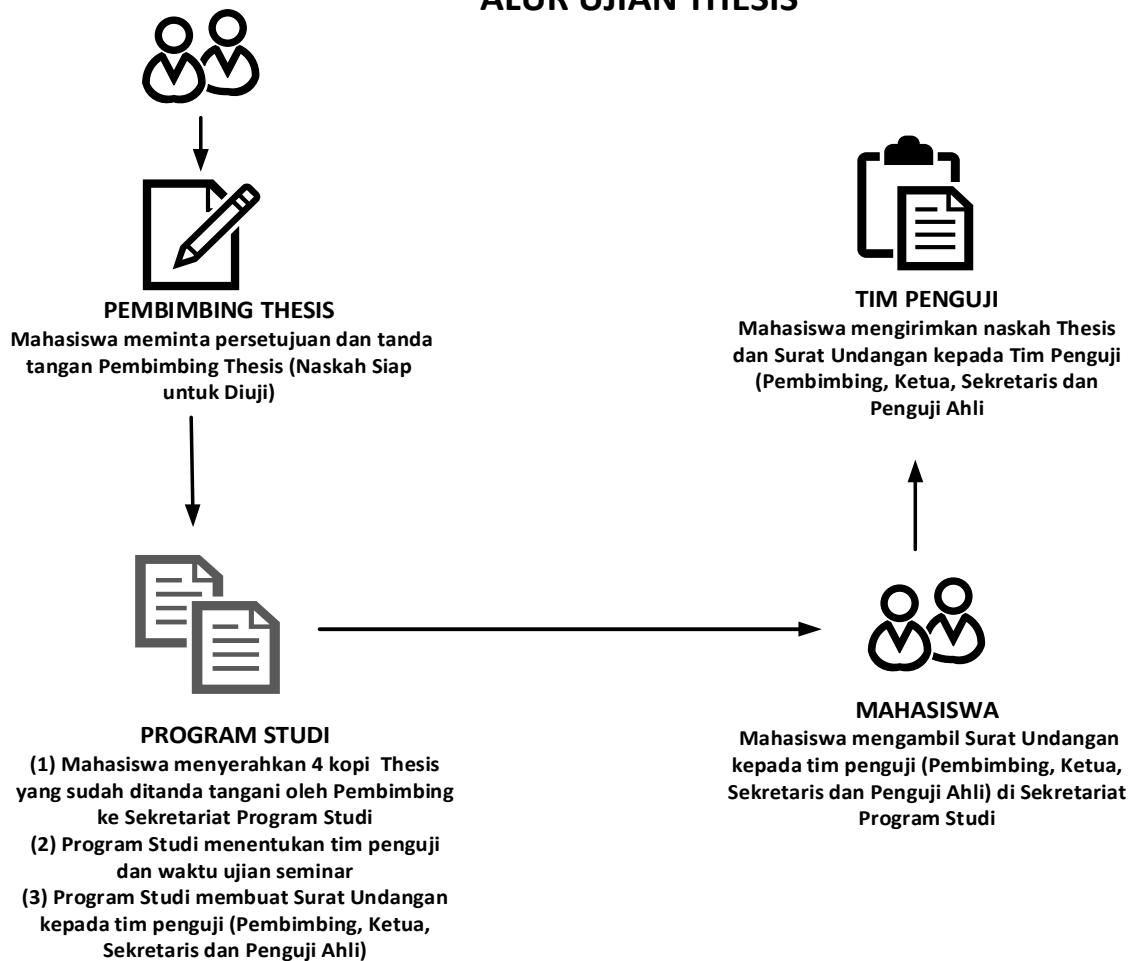 ALUR UJIAN THESIS
PEMBIMBING THESIS
Mahasiswa meminta persetujuan dan tanda
tangan Pembimbing Thesis (Naskah Siap
untuk Diuji)
PROGRAM STUDI
(1) Mahasiswa menyerahkan 4 kopi  Thesis
yang sudah ditanda tangani oleh Pembimbing
ke Sekretariat Program Studi
(2) Program Studi menentukan tim penguji
dan waktu ujian seminar
(3) Program Studi membuat Surat Undangan
kepada tim penguji (Pembimbing, Ketua,
Sekretaris dan Penguji Ahli)
MAHASISWA
Mahasiswa mengambil Surat Undangan
kepada tim penguji (Pembimbing, Ketua,
Sekretaris dan Penguji Ahli) di Sekretariat
Program Studi
TIM PENGUJI
Mahasiswa mengirimkan naskah Thesis
dan Surat Undangan kepada Tim Penguji
(Pembimbing, Ketua, Sekretaris dan
Penguji Ahli